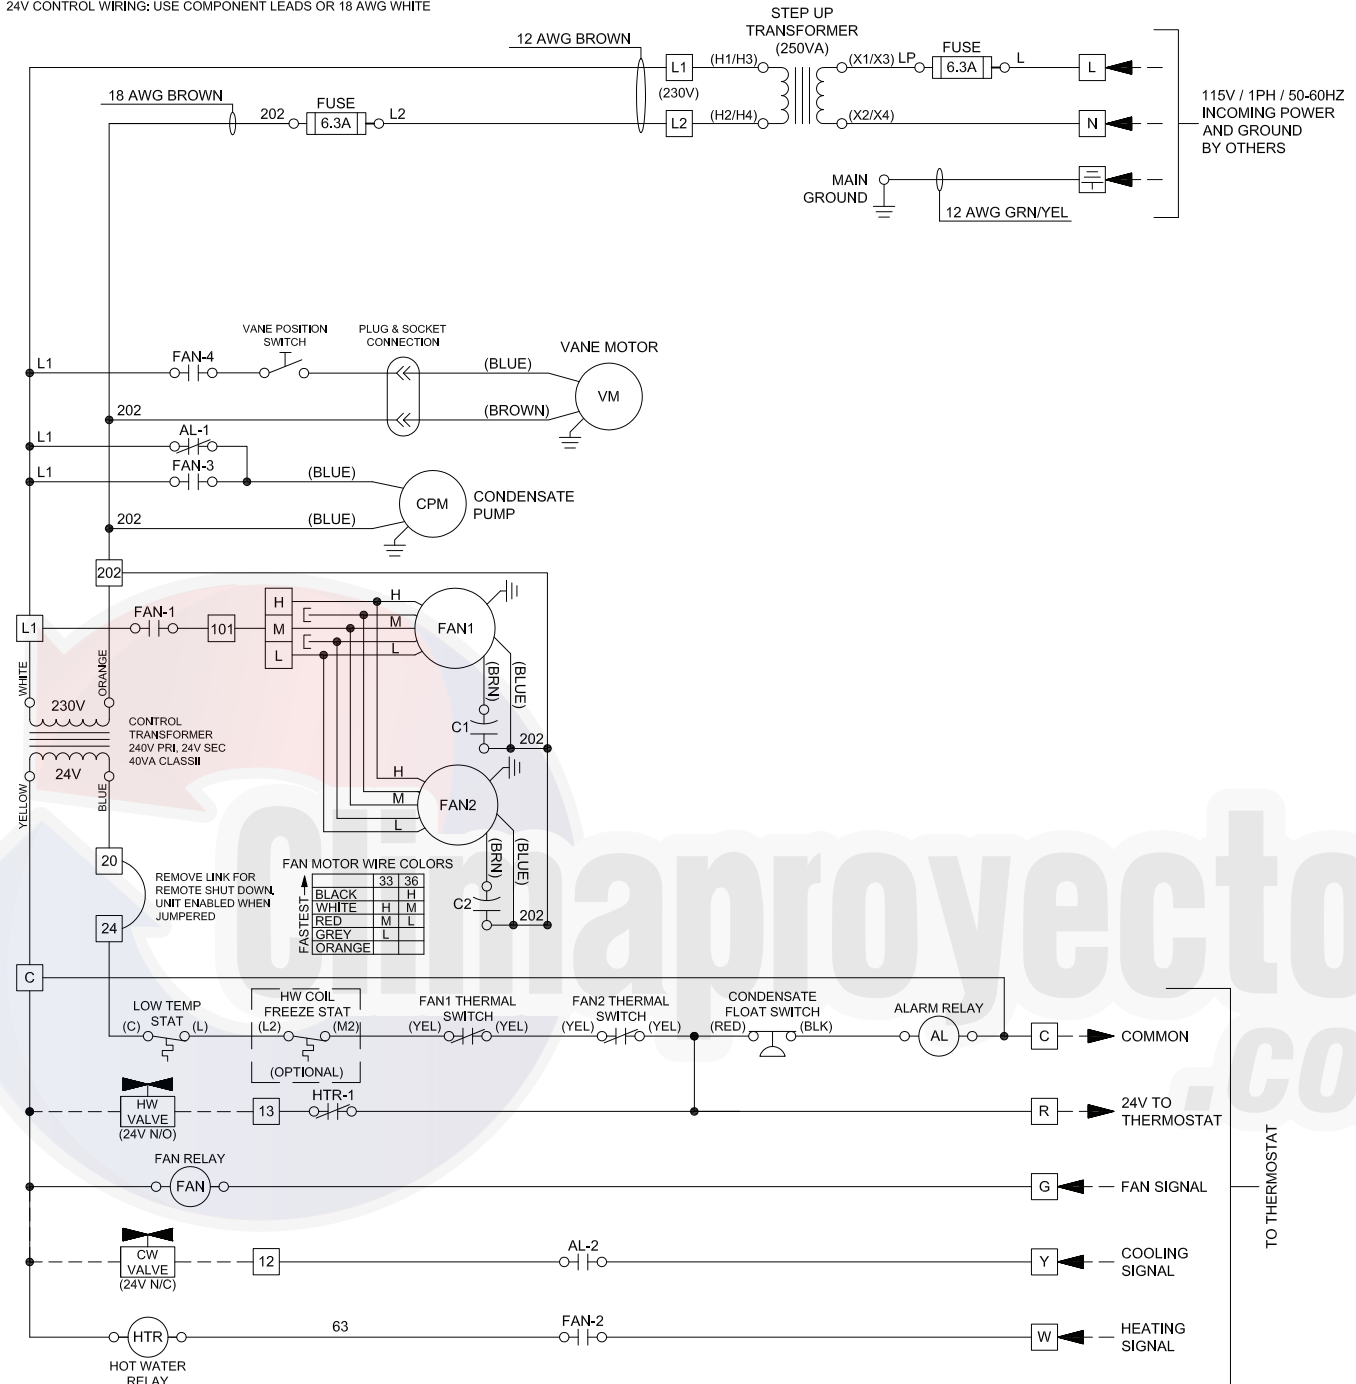 24V CONTROL WIRING: USE COMPONENT LEADS OR 18 AWG WHITE
STEP UP
TRANSFORMER
(250VA)
12 AWG BROWN
L1
(230V)
(H1/H3)
(X1/X3) LP
FUSE
6.3A
L
L
18 AWG BROWN
202
FUSE
6.3A
L2
L2
(H2/H4)
(X2/X4)
N
115V / 1PH / 50-60HZ
INCOMING POWER
AND GROUND
BY OTHERS
MAIN
GROUND
12 AWG GRN/YEL
VANE POSITION
SWITCH
PLUG & SOCKET
CONNECTION
VANE MOTOR
L1
FAN-4
(BLUE)
VM
202
(BROWN)
L1
AL-1
L1
FAN-3
(BLUE)
CPM
CONDENSATE
PUMP
202
(BLUE)
202
L1
FAN-1
101
H
M
L
H
M
L
FAN1
WHITE
ORANGE
(BRN)
(BLUE)
230V
CONTROL
TRANSFORMER
240V PRI, 24V SEC
40VA CLASSII
24V
C1
202
YELLOW
BLUE
H
M
L
FAN2
(BRN)
(BLUE)
20
REMOVE LINK FOR
REMOTE SHUT DOWN.
UNIT ENABLED WHEN
JUMPERED
24
FAN MOTOR WIRE COLORS
33 36
BLACK H
WHITE H M
RED M L
GREY L
ORANGE
FASTEST
C2
202
C
LOW TEMP
STAT
(C) (L)
HW COIL
FREEZE STAT
(L2) (M2)
(OPTIONAL)
FAN1 THERMAL
SWITCH
(YEL) (YEL)
FAN2 THERMAL
SWITCH
(YEL) (YEL)
CONDENSATE
FLOAT SWITCH
(RED) (BLK)
ALARM RELAY
AL
C
COMMON
HW
VALVE
(24V N/O)
13
HTR-1
R
24V TO
THERMOSTAT
FAN RELAY
FAN
G
FAN SIGNAL
CW
VALVE
(24V N/C)
12
AL-2
Y
COOLING
SIGNAL
HTR
HOT WATER
RELAY
63
FAN-2
W
HEATING
SIGNAL
TO THERMOSTAT
Climaproyecto
.co